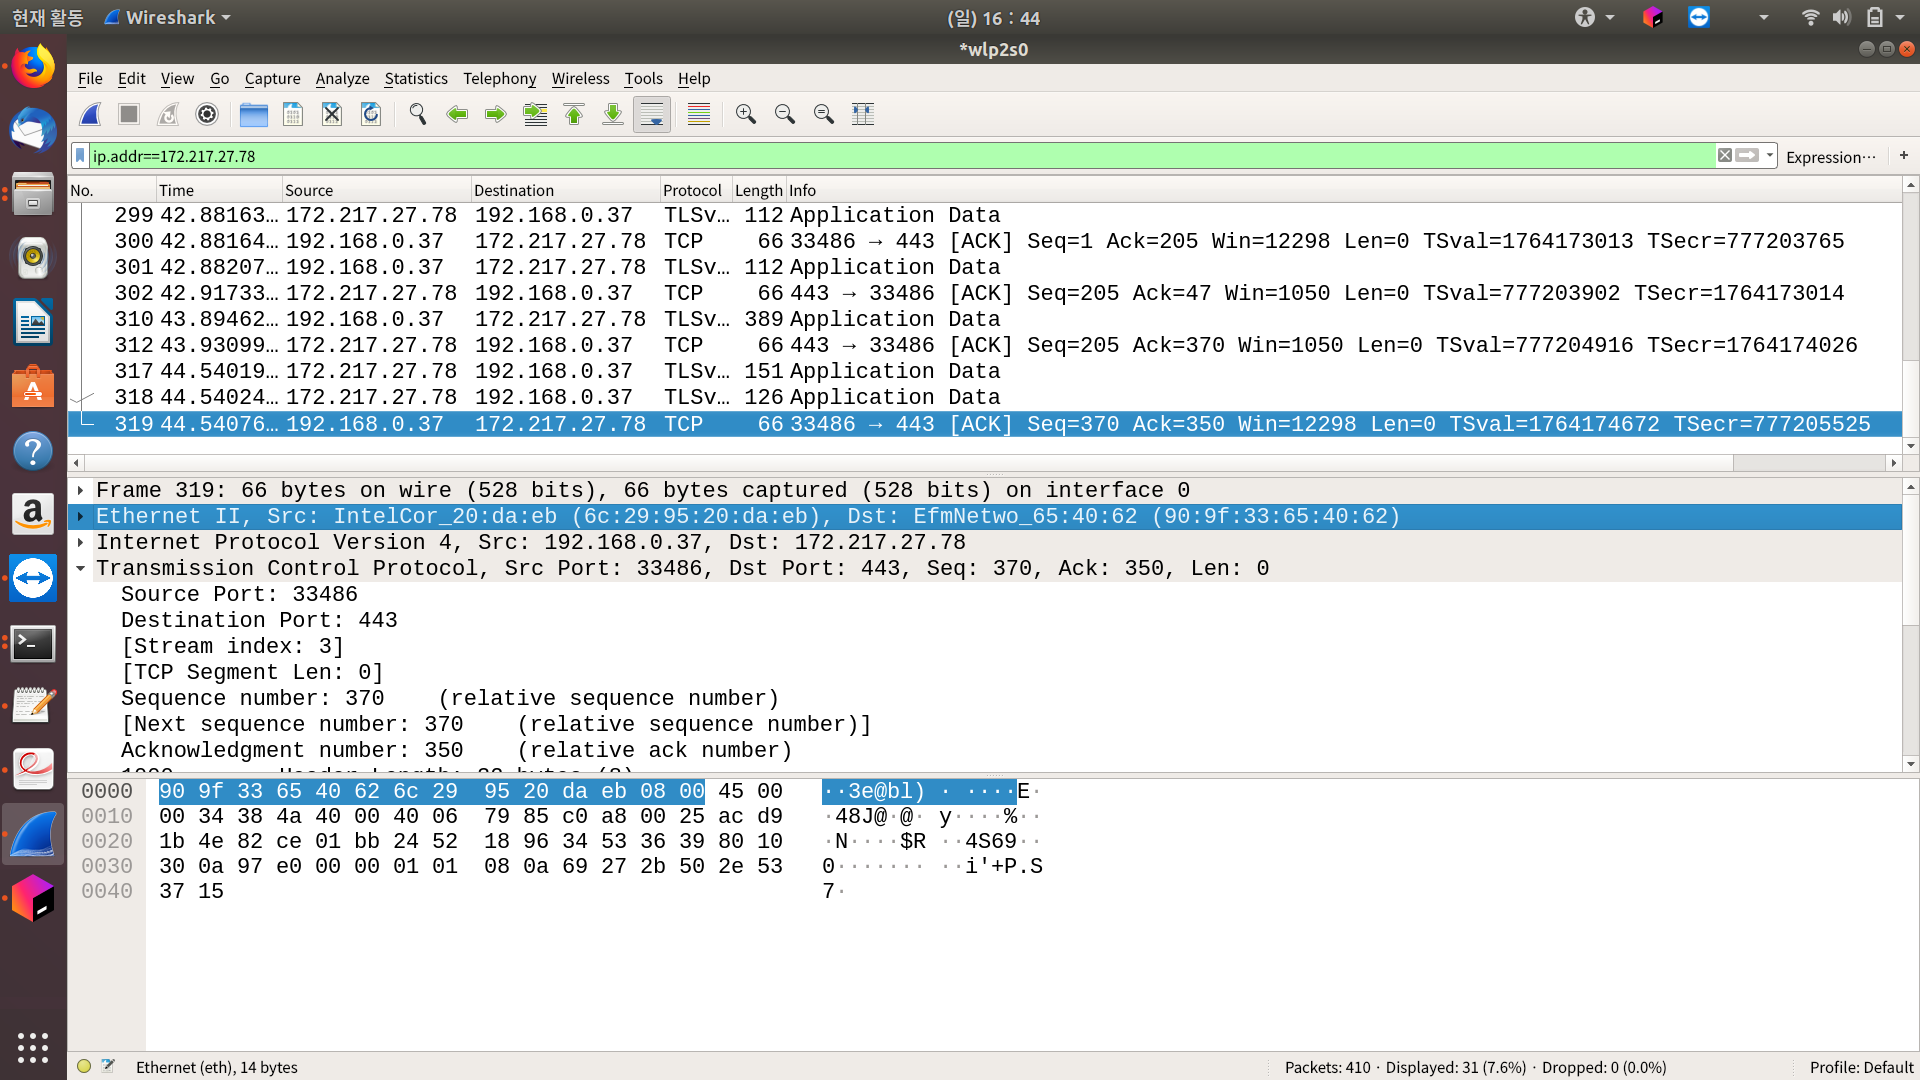 현재 활동 Wireshark (일) 16 : 44
*wlp2s0
File Edit View Go Capture Analyze Statistics Telephony Wireless Tools Help
ip.addr==172.217.27.78 Expression… +
No. Time Source Destination Protocol Length Info
299 42.88163… 172.217.27.78 192.168.0.37 TLSv… 112 Application Data
300 42.88164… 192.168.0.37 172.217.27.78 TCP 66 33486 → 443 [ACK] Seq=1 Ack=205 Win=12298 Len=0 TSval=1764173013 TSecr=777203765
301 42.88207… 192.168.0.37 172.217.27.78 TLSv… 112 Application Data
302 42.91733… 172.217.27.78 192.168.0.37 TCP 66 443 → 33486 [ACK] Seq=205 Ack=47 Win=1050 Len=0 TSval=777203902 TSecr=1764173014
310 43.89462… 192.168.0.37 172.217.27.78 TLSv… 389 Application Data
312 43.93099… 172.217.27.78 192.168.0.37 TCP 66 443 → 33486 [ACK] Seq=205 Ack=370 Win=1050 Len=0 TSval=777204916 TSecr=1764174026
317 44.54019… 172.217.27.78 192.168.0.37 TLSv… 151 Application Data
318 44.54024… 172.217.27.78 192.168.0.37 TLSv… 126 Application Data
319 44.54076… 192.168.0.37 172.217.27.78 TCP 66 33486 → 443 [ACK] Seq=370 Ack=350 Win=12298 Len=0 TSval=1764174672 TSecr=777205525
Frame 319: 66 bytes on wire (528 bits), 66 bytes captured (528 bits) on interface 0
Ethernet II, Src: IntelCor_20:da:eb (6c:29:95:20:da:eb), Dst: EfmNetwo_65:40:62 (90:9f:33:65:40:62)
Internet Protocol Version 4, Src: 192.168.0.37, Dst: 172.217.27.78
Transmission Control Protocol, Src Port: 33486, Dst Port: 443, Seq: 370, Ack: 350, Len: 0
Source Port: 33486
Destination Port: 443
[Stream index: 3]
[TCP Segment Len: 0]
Sequence number: 370 (relative sequence number)
[Next sequence number: 370 (relative sequence number)]
Acknowledgment number: 350 (relative ack number)
0000 90 9f 33 65 40 62 6c 29 95 20 da eb 08 00 45 00 ··3e@bl) · ····E·
0010 00 34 38 4a 40 00 40 06 79 85 c0 a8 00 25 ac d9 ·48J@·@· y····%··
0020 1b 4e 82 ce 01 bb 24 52 18 96 34 53 36 39 80 10 ·N····$R ··4S69··
0030 30 0a 97 e0 00 00 01 01 08 0a 69 27 2b 50 2e 53 0······· ··i'+P.S
0040 37 15 7·
Ethernet (eth), 14 bytes Packets: 410 · Displayed: 31 (7.6%) · Dropped: 0 (0.0%) Profile: Default